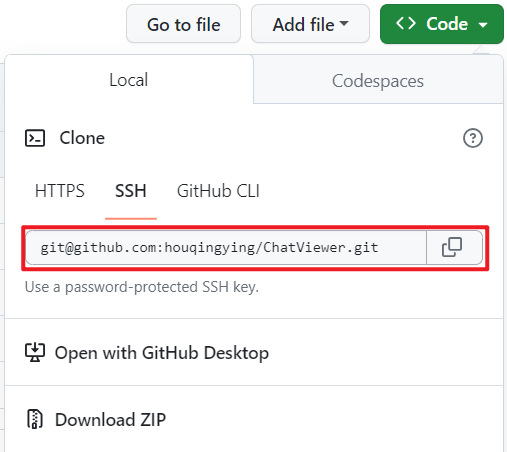 Go to file Add file Code
Local Codespaces
Clone
HTTPS SSH GitHub CLI
git@github.com:houqingying/ChatViewer.git
Use a password-protected SSH key.
Open with GitHub Desktop
Download ZIP